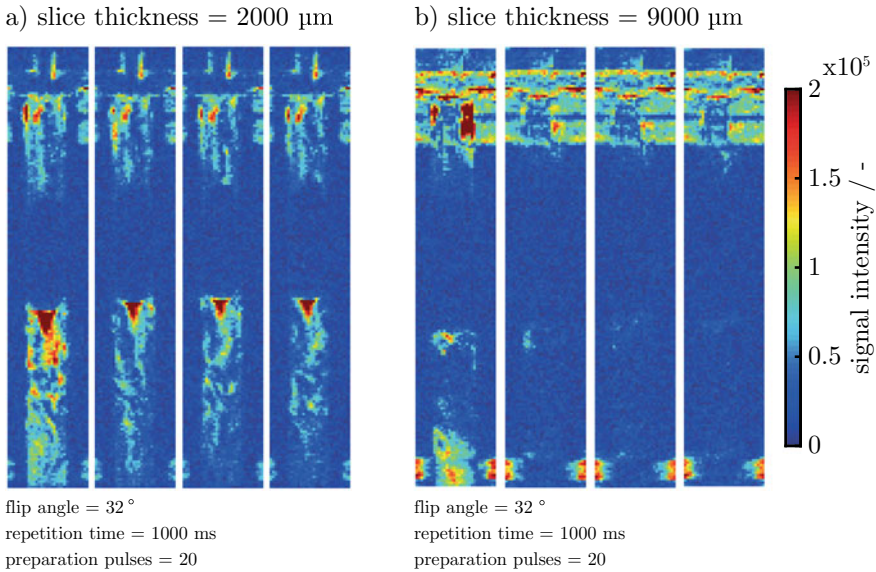 a) slice thickness = 2000 µm
b) slice thickness = 9000 µm
x10⁵
2
1.5
1
0.5
0
signal intensity / -
flip angle = 32 °
repetition time = 1000 ms
preparation pulses = 20
flip angle = 32 °
repetition time = 1000 ms
preparation pulses = 20